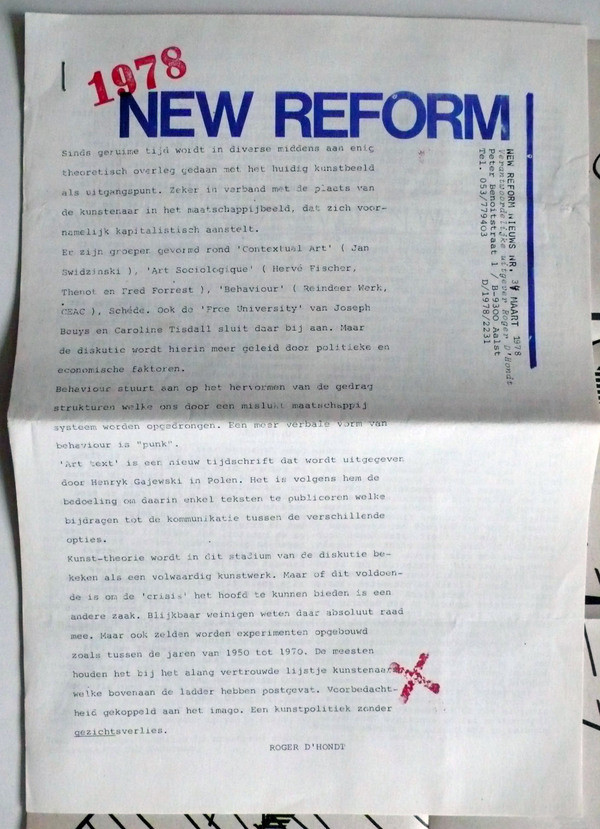 1978
NEW REFORM
Sinds geruime tijd wordt in diverse middens aan enig
theoretisch overleg gedaan met het huidig kunstbeeld
als uitgangspunt. Zeker in verband met de plaats van
de kunstenaar in het maatschappijbeeld, dat zich voor-
namelijk kapitalistisch aanstelt.
Er zijn groepen gevormd rond 'Contextual Art' ( Jan
Swidzinski ), 'Art Sociologique' ( Hervé Fischer,
Thenot en Fred Forrest ), 'Behaviour' ( Reindeer Werk,
CEAC ), Schéde. Ook de 'Free University' van Joseph
Beuys en Caroline Tisdall sluit daar bij aan. Maar
de diskutic wordt hierin meer geleid door politieke en
economische faktoren.
Behaviour stuurt aan op het hervormen van de gedrag
strukturen welke ons door een mislukt maatschappij
systeem worden opgedrongen. Een meer verbale vorm van
behaviour is "punk".
'Art text' is een nieuw tijdschrift dat wordt uitgegeven
door Henryk Gajewski in Polen. Het is volgens hem de
bedoeling om daarin enkel teksten te publiceren welke
bijdragen tot de kommunikatie tussen de verschillende
opties.
Kunst-theorie wordt in dit stadium van de diskutie be-
keken als een volwaardig kunstwerk. Maar of dit voldoen-
de is om de 'crisis' het hoofd te kunnen bieden is een
andere zaak. Blijkbaar weinigen weten daar absoluut raad
mee. Maar ook zelden worden experimenten opgebouwd
zoals tussen de jaren van 1950 tot 1970. De meesten
houden het bij het alang vertrouwde lijstje kunstenaars
welke bovenaan de ladder hebben postgevat. Voorbedacht-
heid gekoppeld aan het imago. Een kunstpolitiek zonder
gezichtsverlies.
ROGER D'HONDT
NEW REFORM NIEUWS NR. MAART 1978
verantwoordelijke uitgever Roger D'Hondt
Peter Benoitstraat 1 / B-9300 Aalst
Tel. 053/779403 D/1978/2231